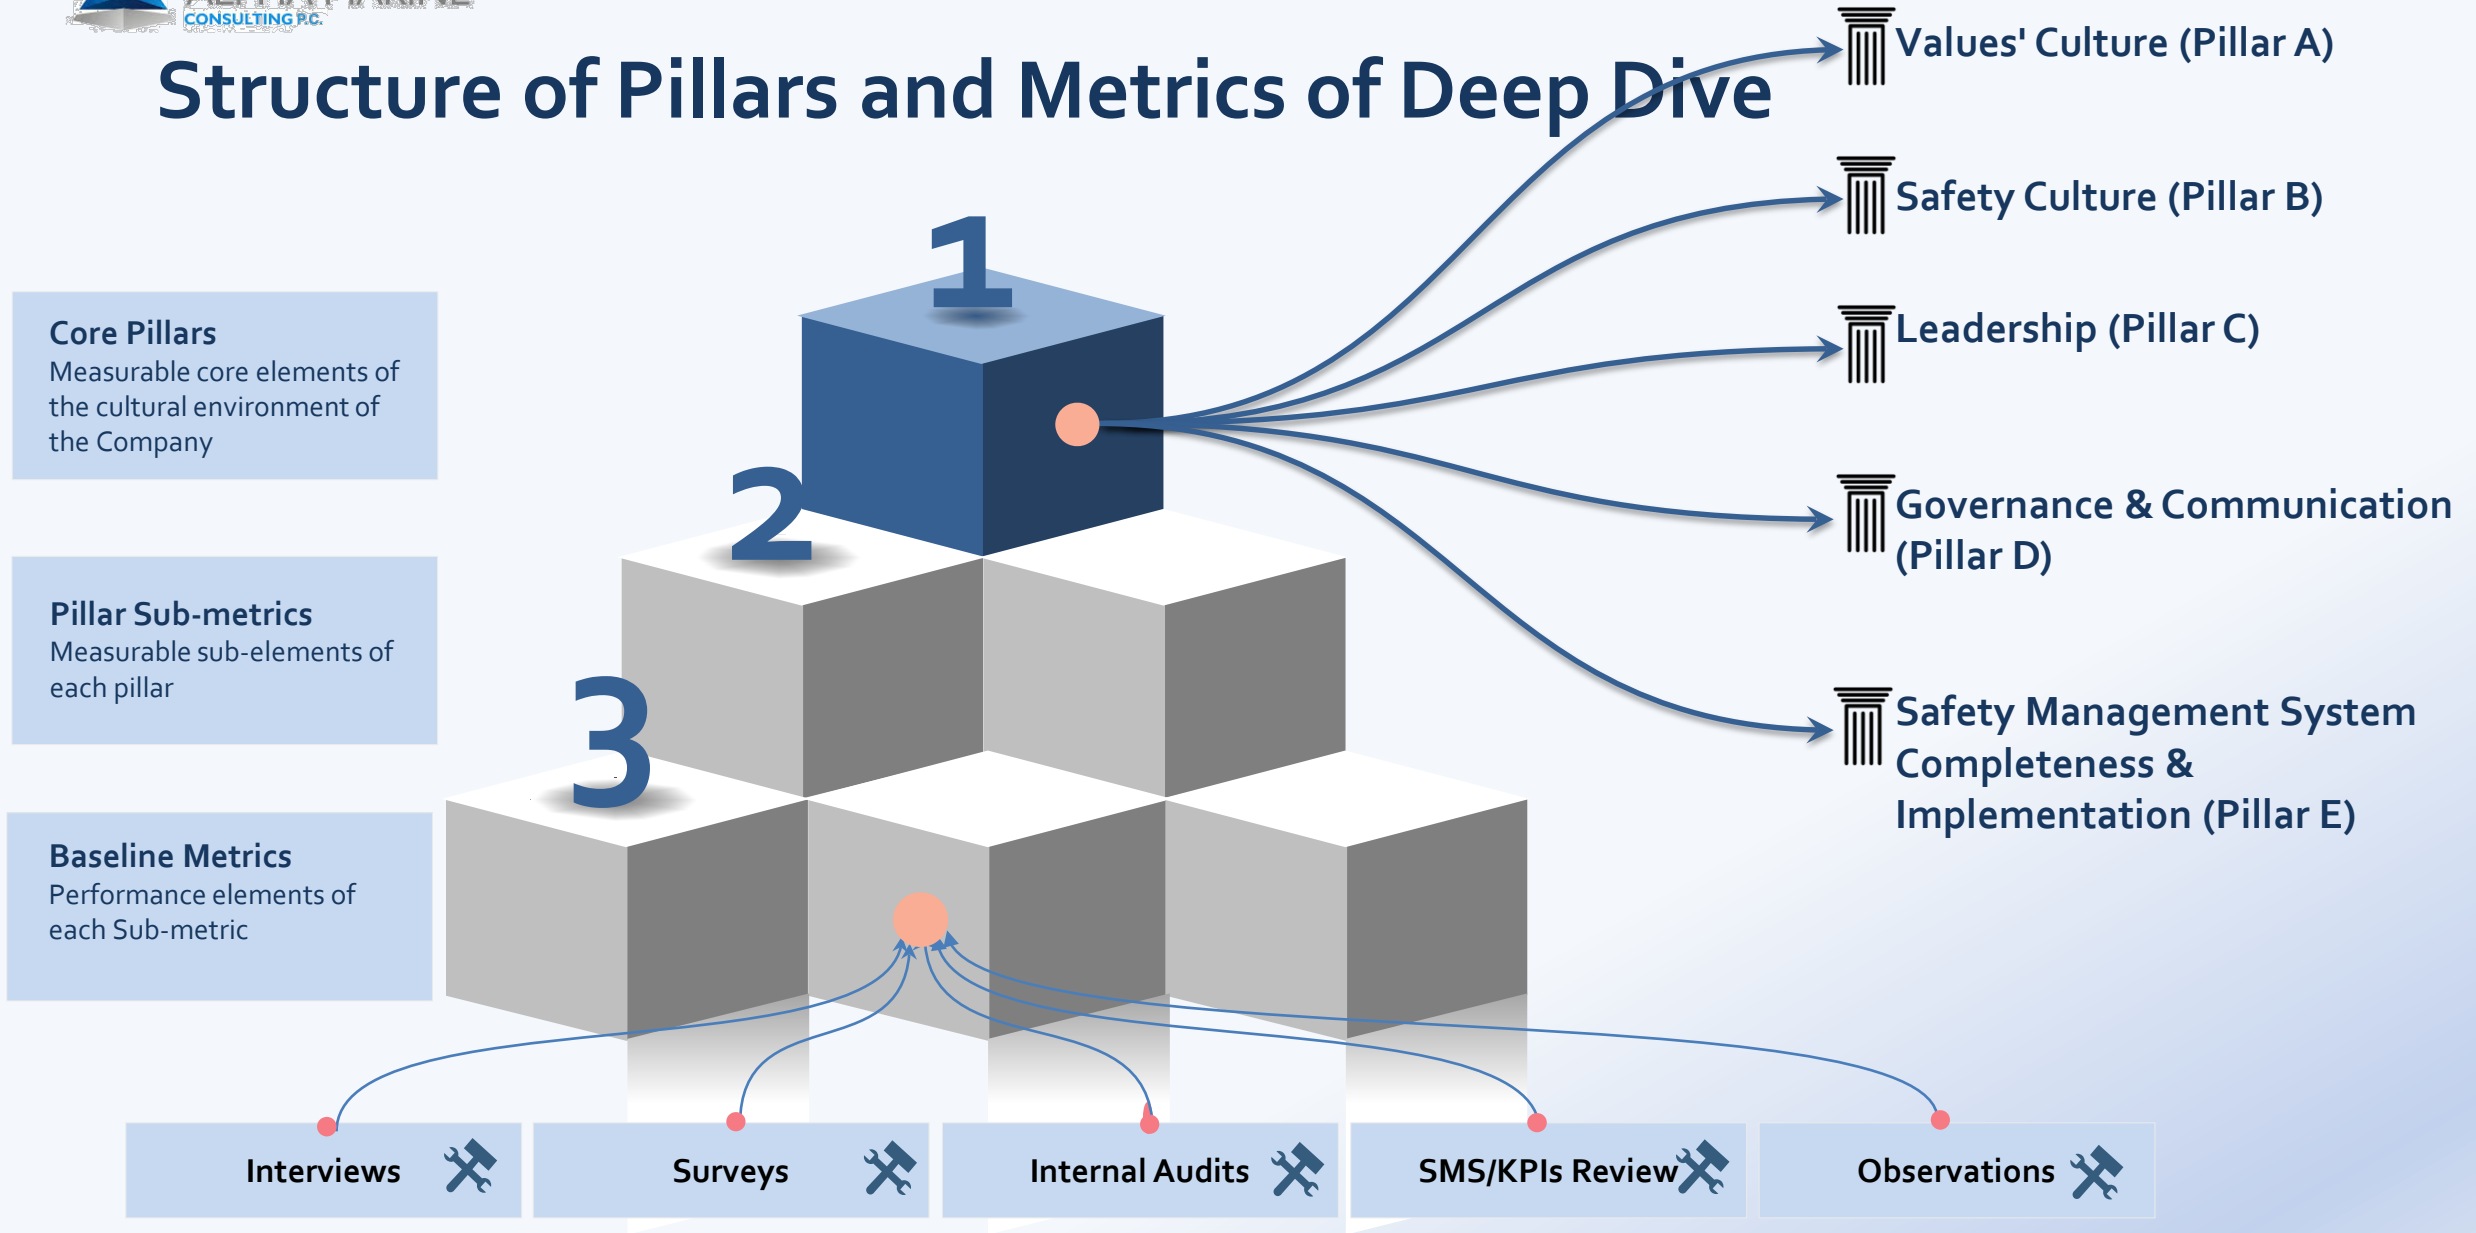 CONSULTING P.C.
Structure of Pillars and Metrics of Deep Dive
Values' Culture (Pillar A)
Safety Culture (Pillar B)
Leadership (Pillar C)
Governance & Communication
(Pillar D)
Safety Management System
Completeness &
Implementation (Pillar E)
1
2
3
Core Pillars
Measurable core elements of
the cultural environment of
the Company
Pillar Sub-metrics
Measurable sub-elements of
each pillar
Baseline Metrics
Performance elements of
each Sub-metric
Interviews
Surveys
Internal Audits
SMS/KPIs Review
Observations